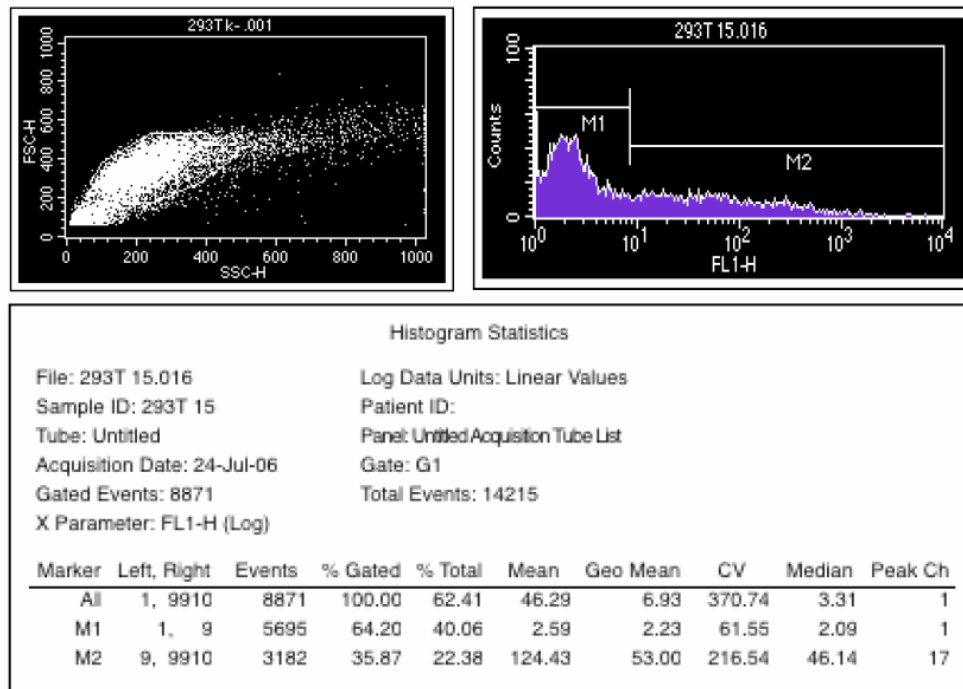 293Tk-.001
1000
800
600
400
200
0
FSC-H
0 200 400 600 800 1000
SSC-H
293T 15.016
100
Counts
0
M1
M2
10^0 10^1 10^2 10^3 10^4
FL1-H
Histogram Statistics
File: 293T 15.016 Log Data Units: Linear Values
Sample ID: 293T 15 Patient ID:
Tube: Untitled Panel: Untitled Acquisition Tube List
Acquisition Date: 24-Jul-06 Gate: G1
Gated Events: 8871 Total Events: 14215
X Parameter: FL1-H (Log)
Marker Left, Right Events % Gated % Total Mean Geo Mean CV Median Peak Ch
All 1, 9910 8871 100.00 62.41 46.29 6.93 370.74 3.31 1
M1 1, 9 5695 64.20 40.06 2.59 2.23 61.55 2.09 1
M2 9, 9910 3182 35.87 22.38 124.43 53.00 216.54 46.14 17